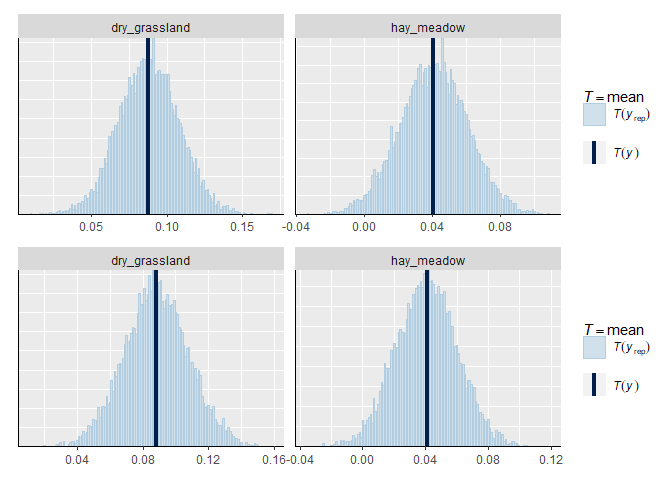 dry_grassland hay_meadow
0.05 0.10 0.15 -0.04 0.00 0.04 0.08
T = mean
T(yrep)
T(y)
dry_grassland hay_meadow
0.04 0.08 0.12 0.16 -0.04 0.00 0.04 0.08 0.12
T = mean
T(yrep)
T(y)